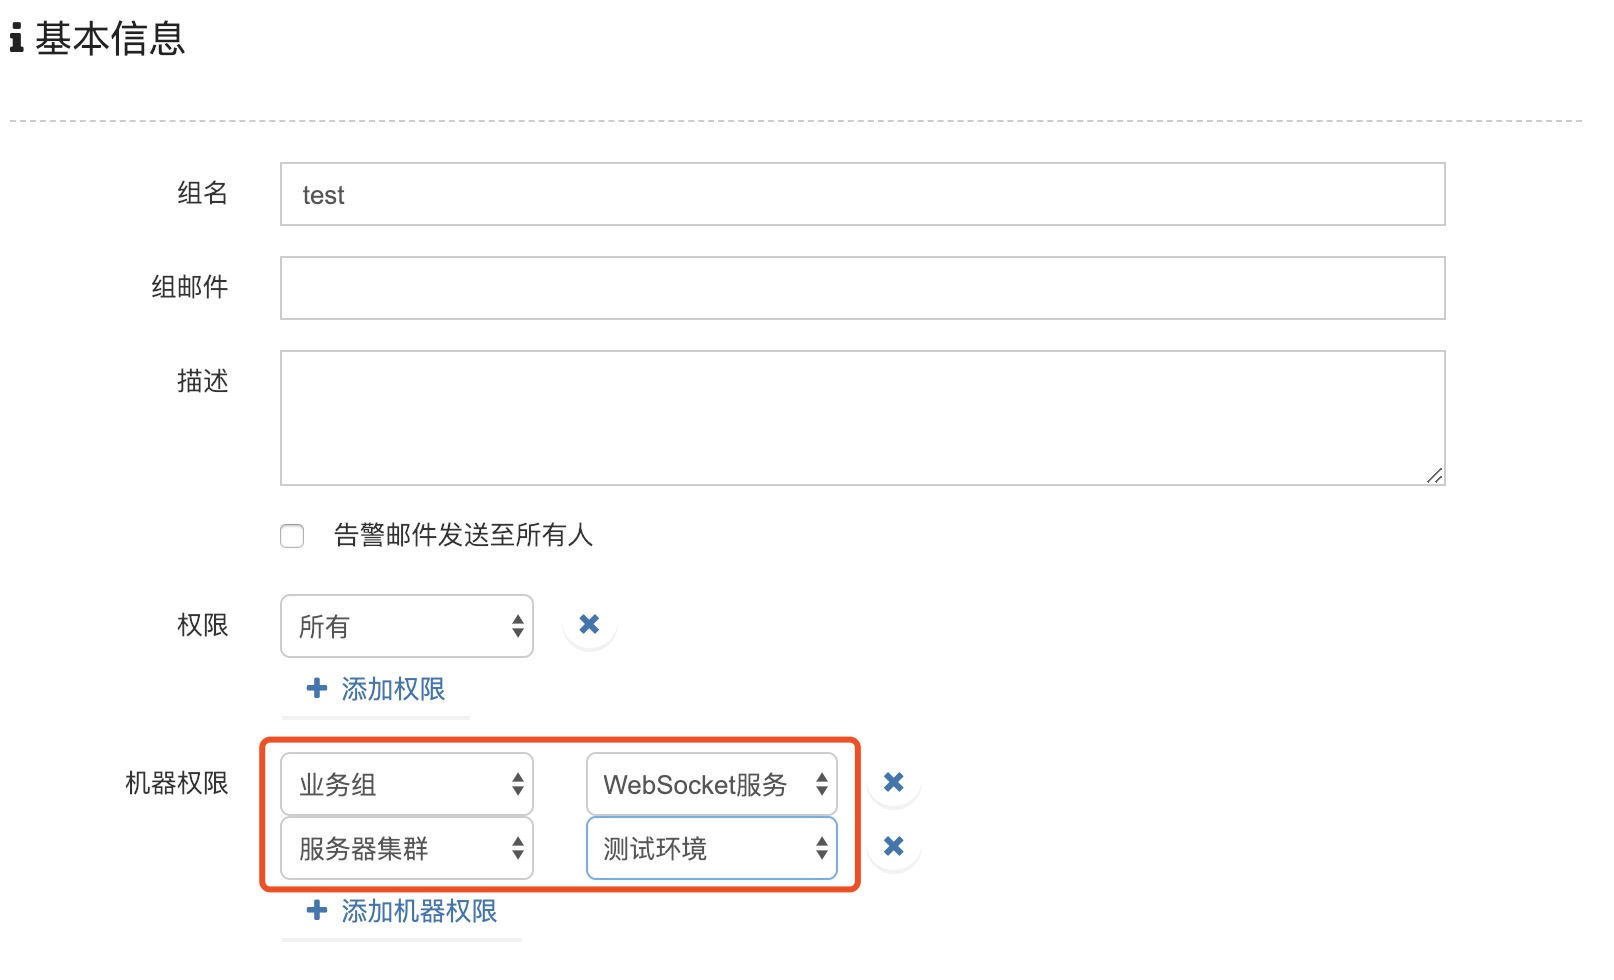 基本信息
组名
test
组邮件
描述
告警邮件发送至所有人
权限
所有
添加权限
机器权限
业务组
WebSocket服务
服务器集群
测试环境
添加机器权限